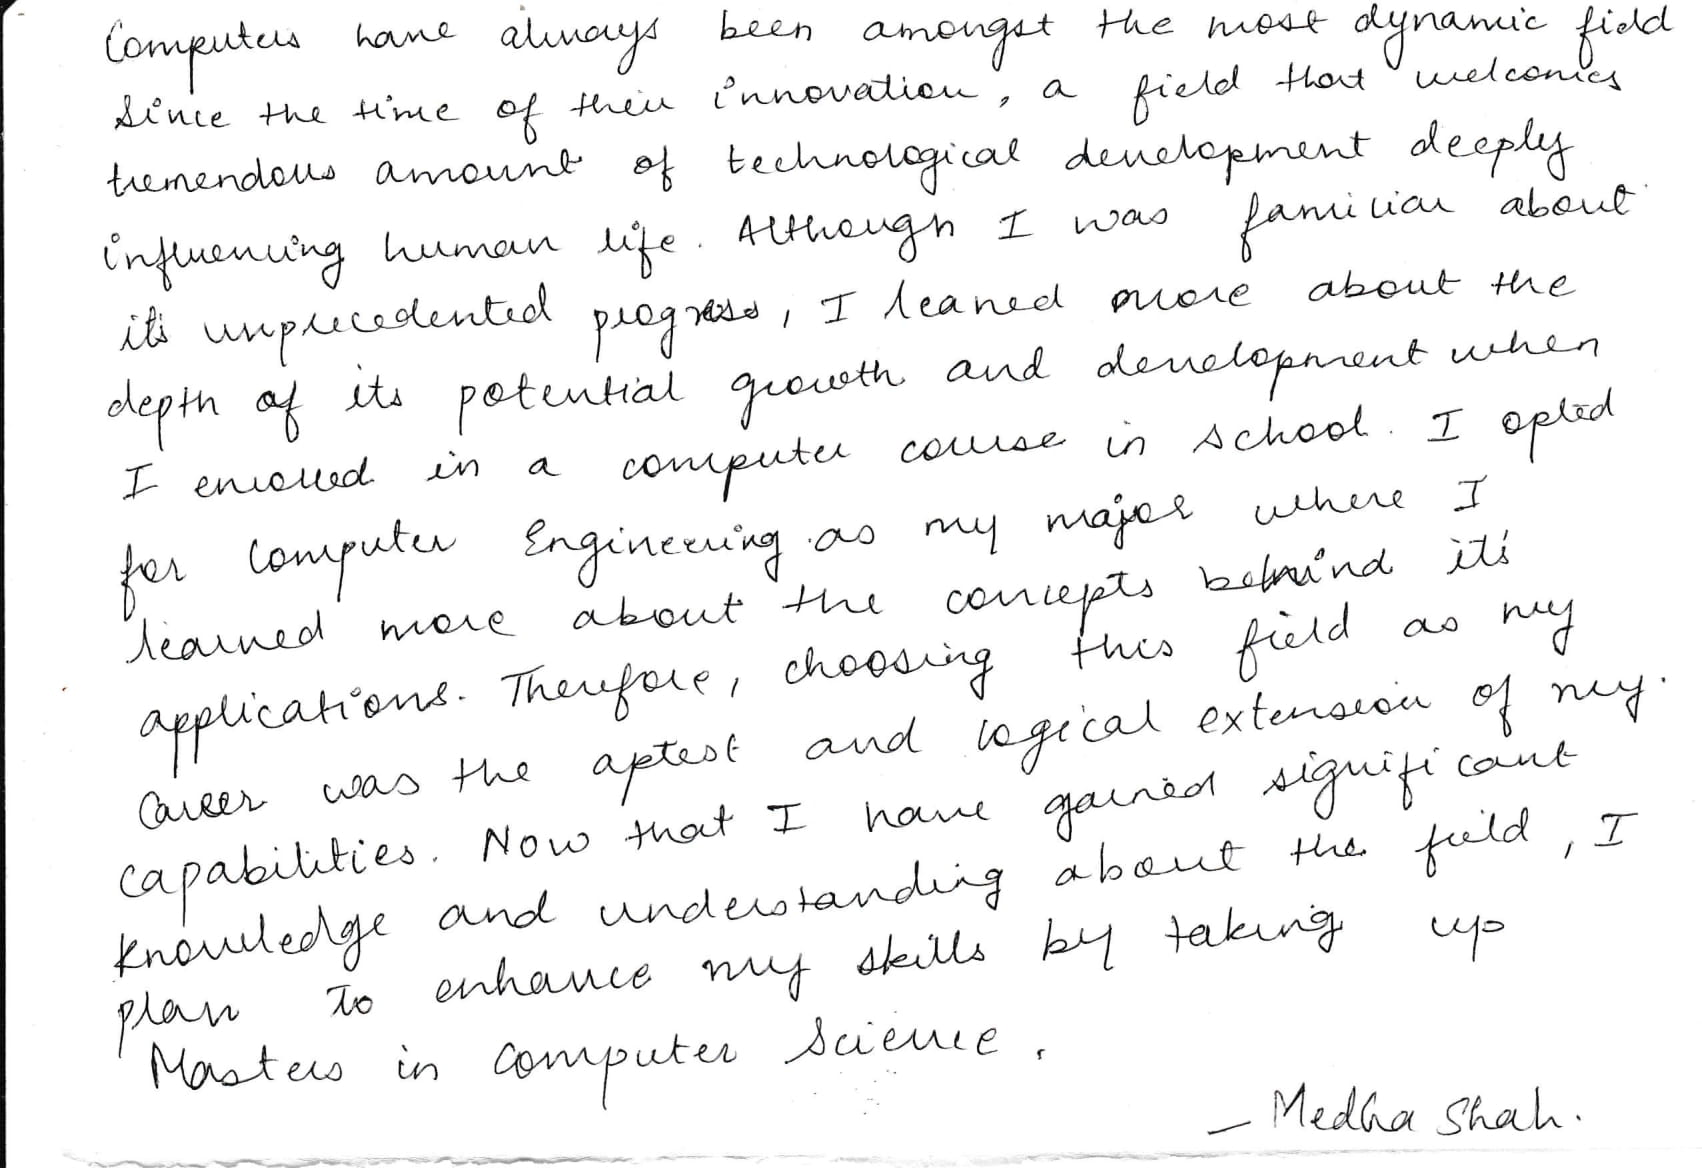 Computers have always been amongst the most dynamic field
Since the time of their innovation, a field that welcomes
tremendous amount of technological development deeply
influencing human life. Although I was familiar about
it's unprecedented progress, I leaned more about the
depth of its potential growth and development when
I enrolled in a computer course in school. I opted
for Computer Engineering as my major where I
learned more about the concepts behind it's
applications. Therefore, choosing this field as my
Career was the aptest and logical extension of my
capabilities. Now that I have gained significant
knowledge and understanding about the field, I
plan To enhance my skills by taking up
Masters in Computer Science.
– Medha Shah.